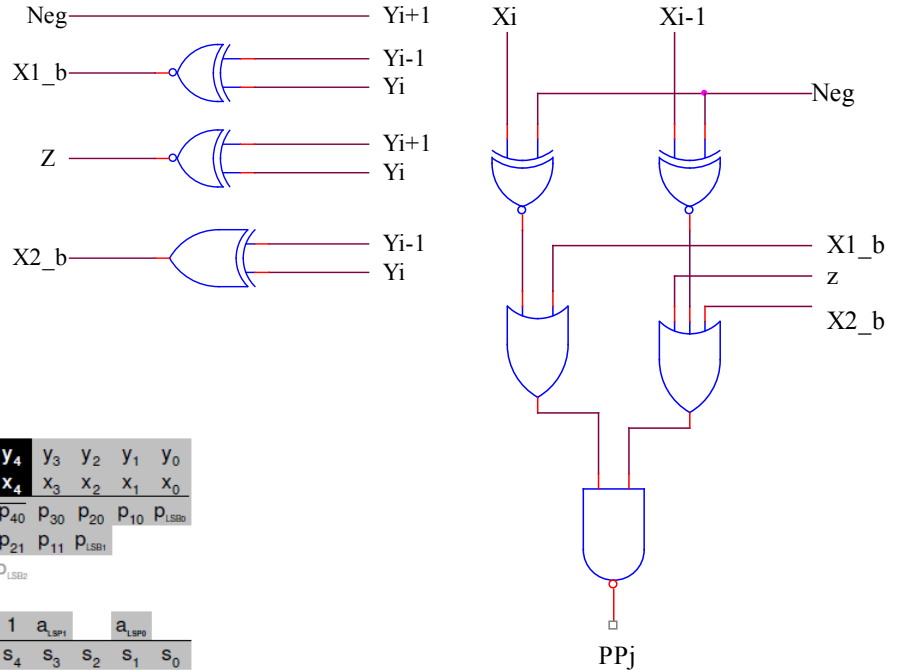 Neg Yi+1
X1_b Yi-1
Yi
Z Yi+1
Yi
X2_b Yi-1
Yi
Xi Xi-1
Neg
X1_b
z
X2_b
PPj
y4 y3 y2 y1 y0
x4 x3 x2 x1 x0
p40 p30 p20 p10 pLSB0
p21 p11 pLSB1
pLSB2
1 aLSP1 aLSP0
s4 s3 s2 s1 s0